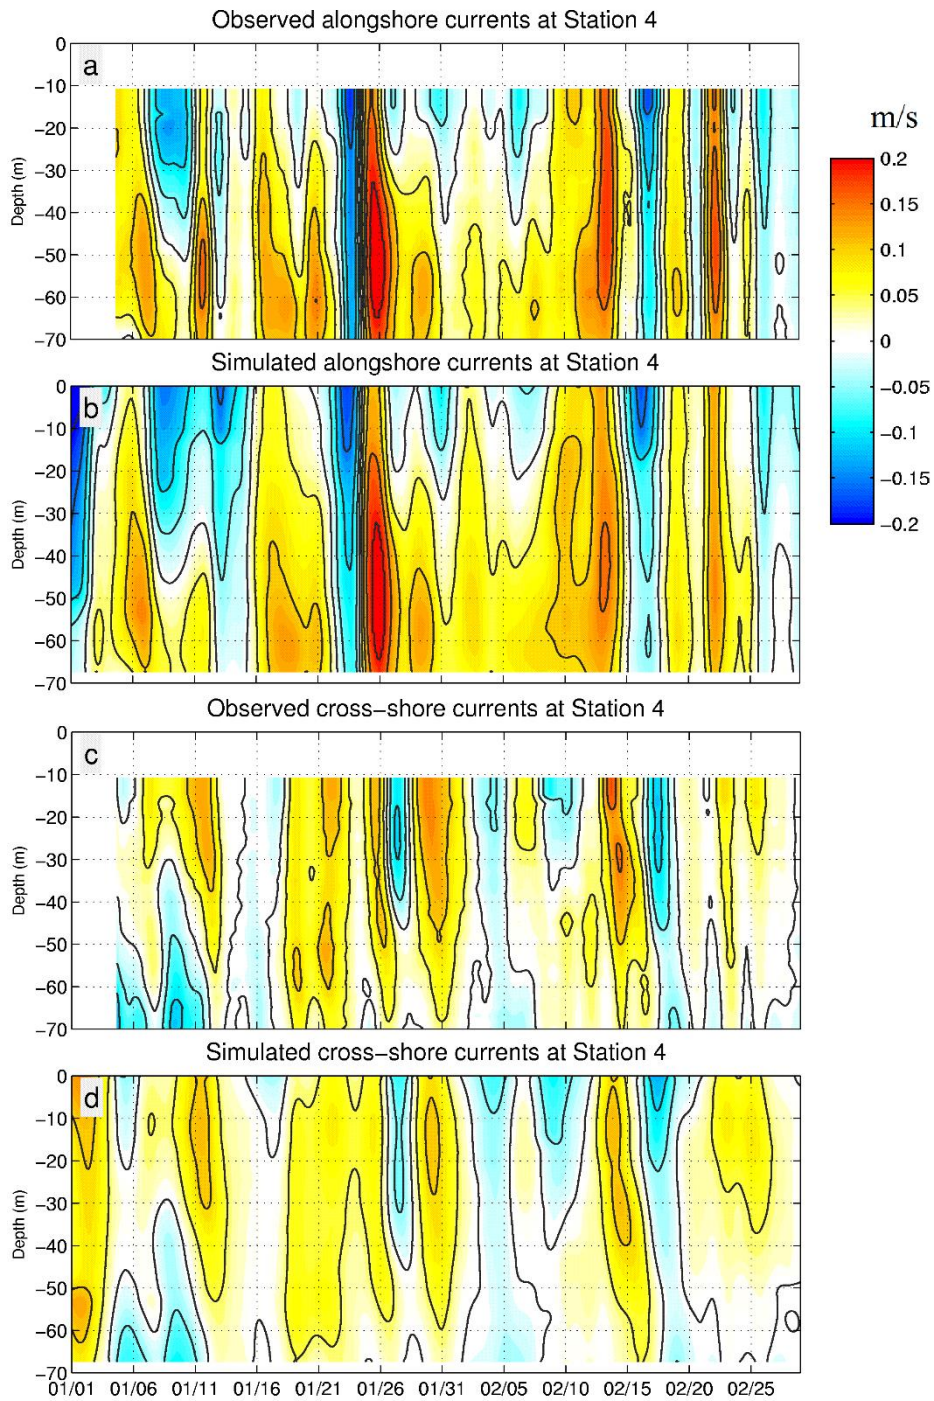 Observed alongshore currents at Station 4
a
0
−10
−20
−30
−40
−50
−60
−70
Depth (m)
m/s
0.2
0.15
0.1
0.05
0
−0.05
−0.1
−0.15
−0.2
Simulated alongshore currents at Station 4
b
0
−10
−20
−30
−40
−50
−60
−70
Depth (m)
Observed cross−shore currents at Station 4
c
0
−10
−20
−30
−40
−50
−60
−70
Depth (m)
Simulated cross−shore currents at Station 4
d
0
−10
−20
−30
−40
−50
−60
−70
Depth (m)
01/01 01/06 01/11 01/16 01/21 01/26 01/31 02/05 02/10 02/15 02/20 02/25